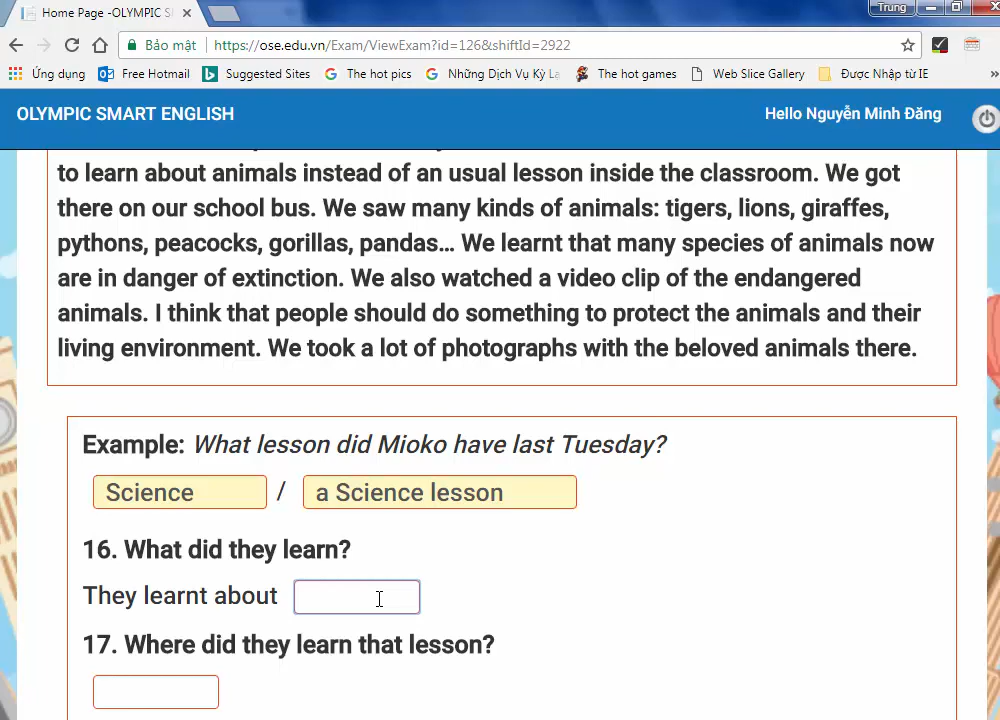 Home Page -OLYMPIC S
Trung
Bảo mật https://ose.edu.vn/Exam/ViewExam?id=126&shiftId=2922
Ứng dụng Free Hotmail Suggested Sites The hot pics Những Dịch Vụ Kỳ L The hot games Web Slice Gallery Được Nhập từ IE »
OLYMPIC SMART ENGLISH Hello Nguyễn Minh Đăng
to learn about animals instead of an usual lesson inside the classroom. We got
there on our school bus. We saw many kinds of animals: tigers, lions, giraffes,
pythons, peacocks, gorillas, pandas... We learnt that many species of animals now
are in danger of extinction. We also watched a video clip of the endangered
animals. I think that people should do something to protect the animals and their
living environment. We took a lot of photographs with the beloved animals there.
Example: What lesson did Mioko have last Tuesday?
Science / a Science lesson
16. What did they learn?
They learnt about
17. Where did they learn that lesson?